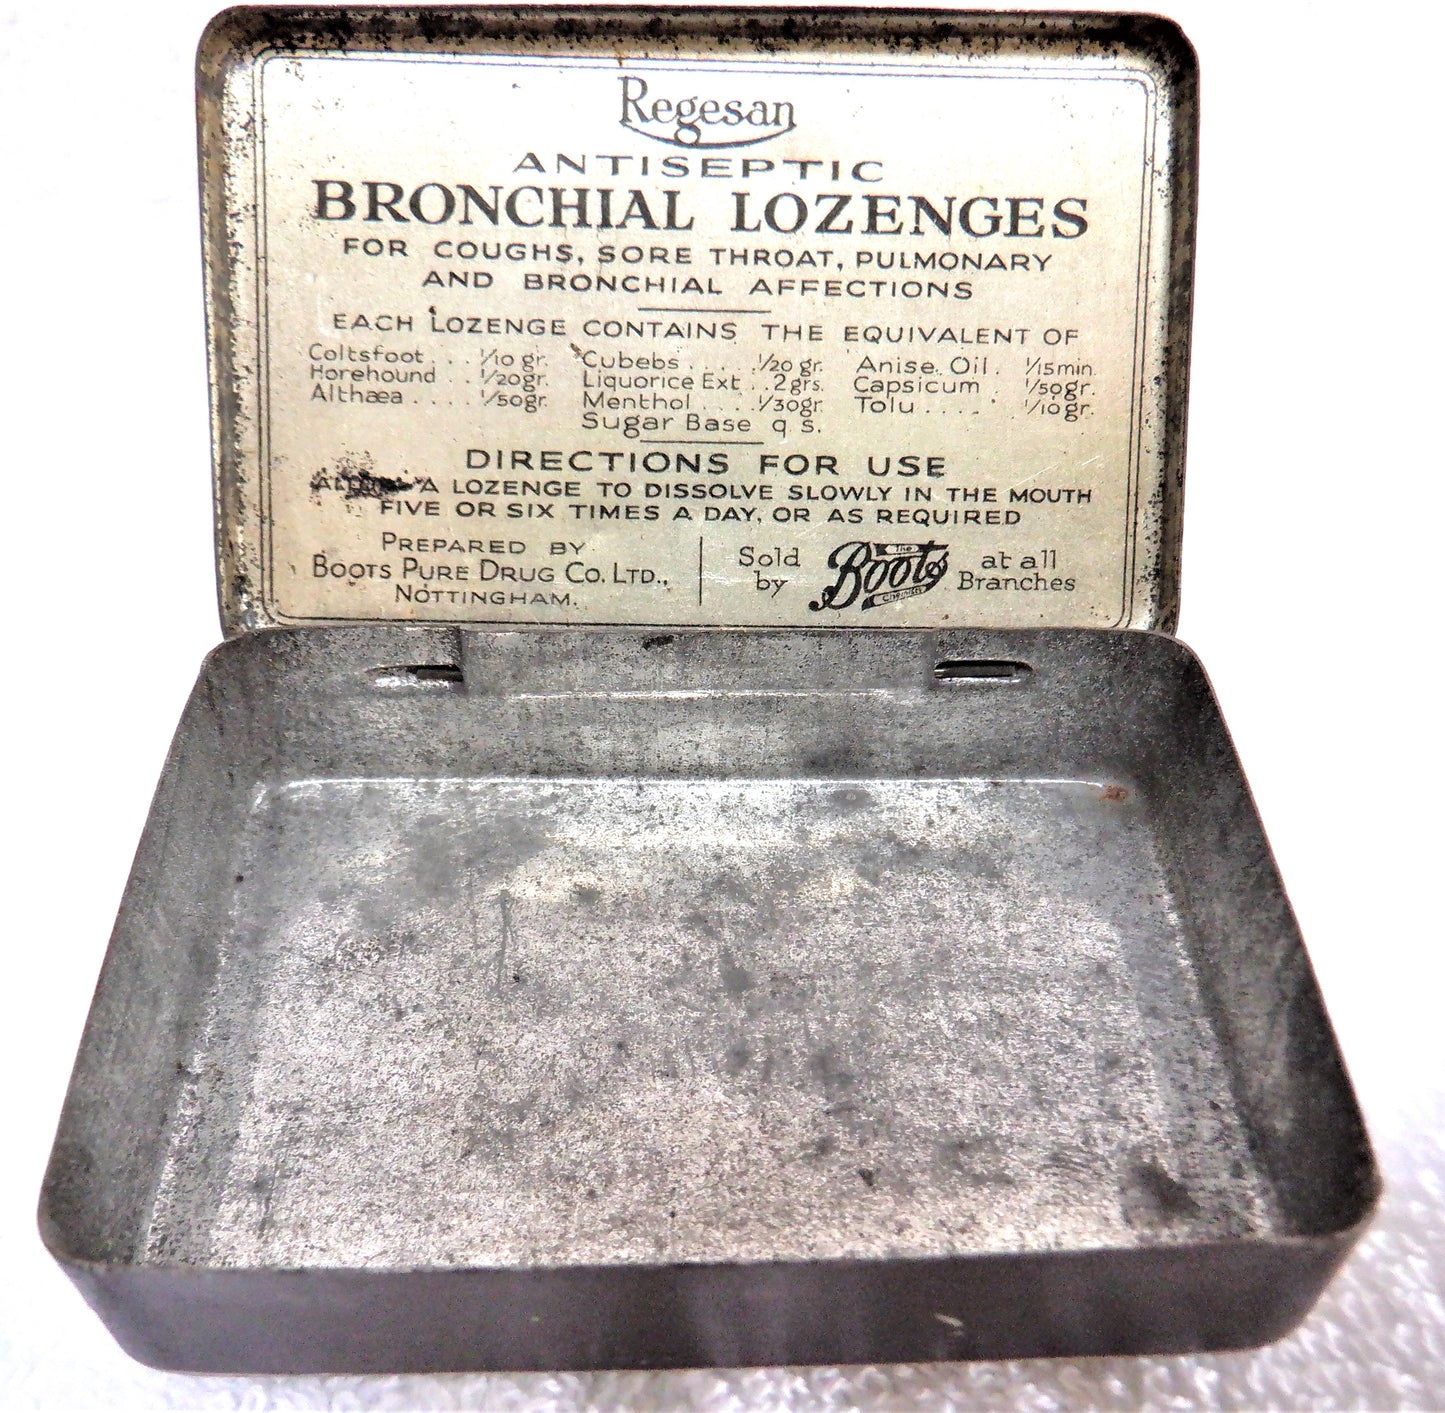 Regesan
ANTISEPTIC
BRONCHIAL LOZENGES
FOR COUGHS, SORE THROAT, PULMONARY
AND BRONCHIAL AFFECTIONS
EACH LOZENGE CONTAINS THE EQUIVALENT OF
Coltsfoot . . . 1/10 gr. Cubebs . . . . 1/20 gr. Anise. Oil . 1/15 min.
Horehound . . 1/20 gr. Liquorice Ext . . 2 grs. Capsicum . 1/50 gr.
Althæa . . . . 1/50 gr. Menthol . . . . 1/30 gr. Tolu . . . . 1/10 gr.
Sugar Base q s.
DIRECTIONS FOR USE
A LOZENGE TO DISSOLVE SLOWLY IN THE MOUTH
FIVE OR SIX TIMES A DAY, OR AS REQUIRED
PREPARED BY
BOOTS PURE DRUG CO. LTD.,
NOTTINGHAM.
Sold by The Boots Chemists at all Branches